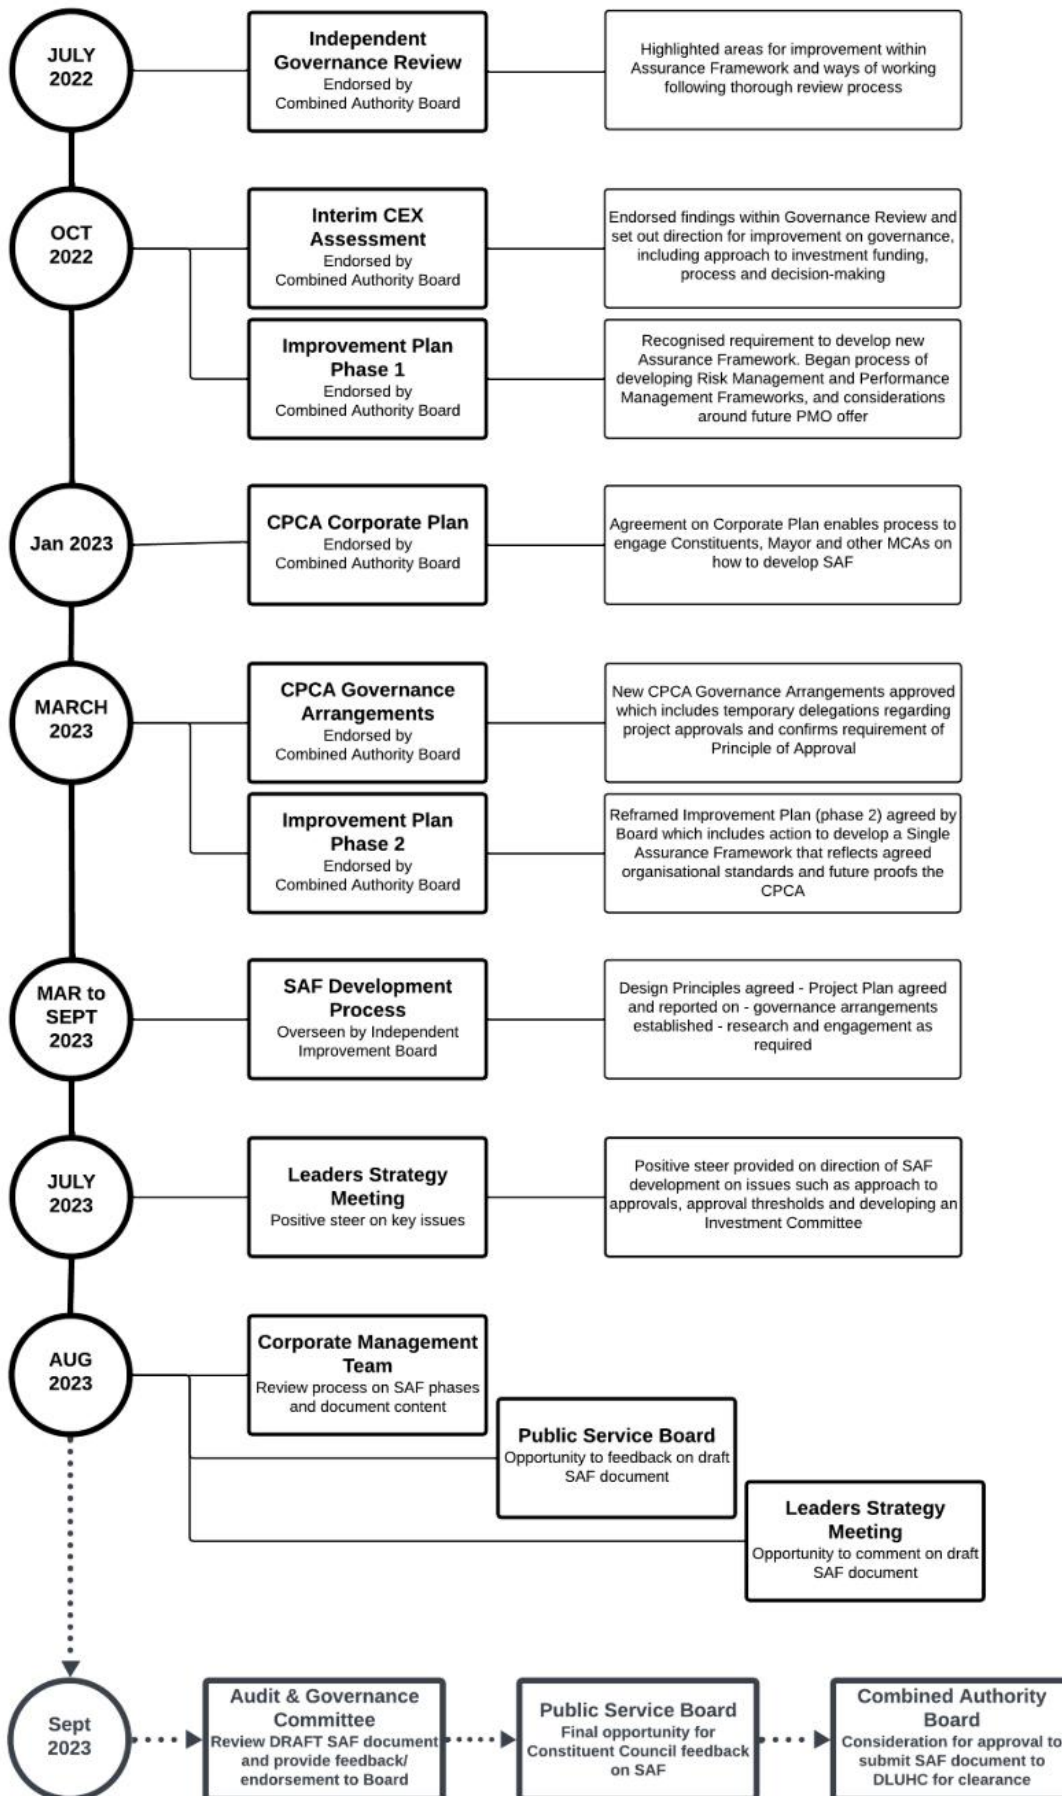 JULY
2022
Independent
Governance Review
Endorsed by
Combined Authority Board
Highlighted areas for improvement within
Assurance Framework and ways of working
following thorough review process
OCT
2022
Interim CEX
Assessment
Endorsed by
Combined Authority Board
Endorsed findings within Governance Review and
set out direction for improvement on governance,
including approach to investment funding,
process and decision-making
Improvement Plan
Phase 1
Endorsed by
Combined Authority Board
Recognised requirement to develop new
Assurance Framework. Began process of
developing Risk Management and Performance
Management Frameworks, and considerations
around future PMO offer
Jan 2023
CPCA Corporate Plan
Endorsed by
Combined Authority Board
Agreement on Corporate Plan enables process to
engage Constituents, Mayor and other MCAs on
how to develop SAF
MARCH
2023
CPCA Governance
Arrangements
Endorsed by
Combined Authority Board
New CPCA Governance Arrangements approved
which includes temporary delegations regarding
project approvals and confirms requirement of
Principle of Approval
Improvement Plan
Phase 2
Endorsed by
Combined Authority Board
Reframed Improvement Plan (phase 2) agreed by
Board which includes action to develop a Single
Assurance Framework that reflects agreed
organisational standards and future proofs the
CPCA
MAR to
SEPT
2023
SAF Development
Process
Overseen by Independent
Improvement Board
Design Principles agreed - Project Plan agreed
and reported on - governance arrangements
established - research and engagement as
required
JULY
2023
Leaders Strategy
Meeting
Positive steer on key issues
Positive steer provided on direction of SAF
development on issues such as approach to
approvals, approval thresholds and developing an
Investment Committee
AUG
2023
Corporate Management
Team
Review process on SAF phases
and document content
Public Service Board
Opportunity to feedback on draft
SAF document
Leaders Strategy
Meeting
Opportunity to comment on draft
SAF document
Sept
2023
Audit & Governance
Committee
Review DRAFT SAF document
and provide feedback/
endorsement to Board
Public Service Board
Final opportunity for
Constituent Council feedback
on SAF
Combined Authority
Board
Consideration for approval to
submit SAF document to
DLUHC for clearance